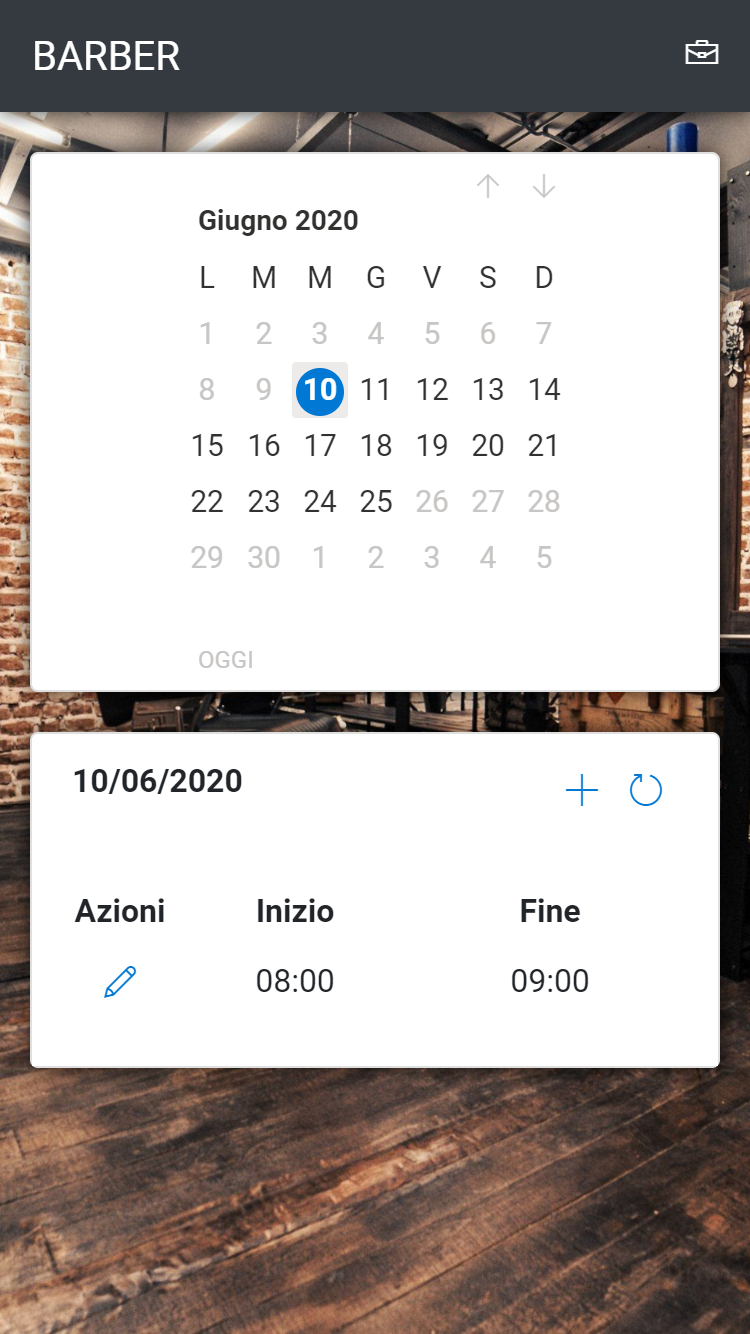 BARBER
Giugno 2020
L M M G V S D
1 2 3 4 5 6 7
8 9 10 11 12 13 14
15 16 17 18 19 20 21
22 23 24 25 26 27 28
29 30 1 2 3 4 5
OGGI
10/06/2020
Azioni Inizio Fine
08:00 09:00